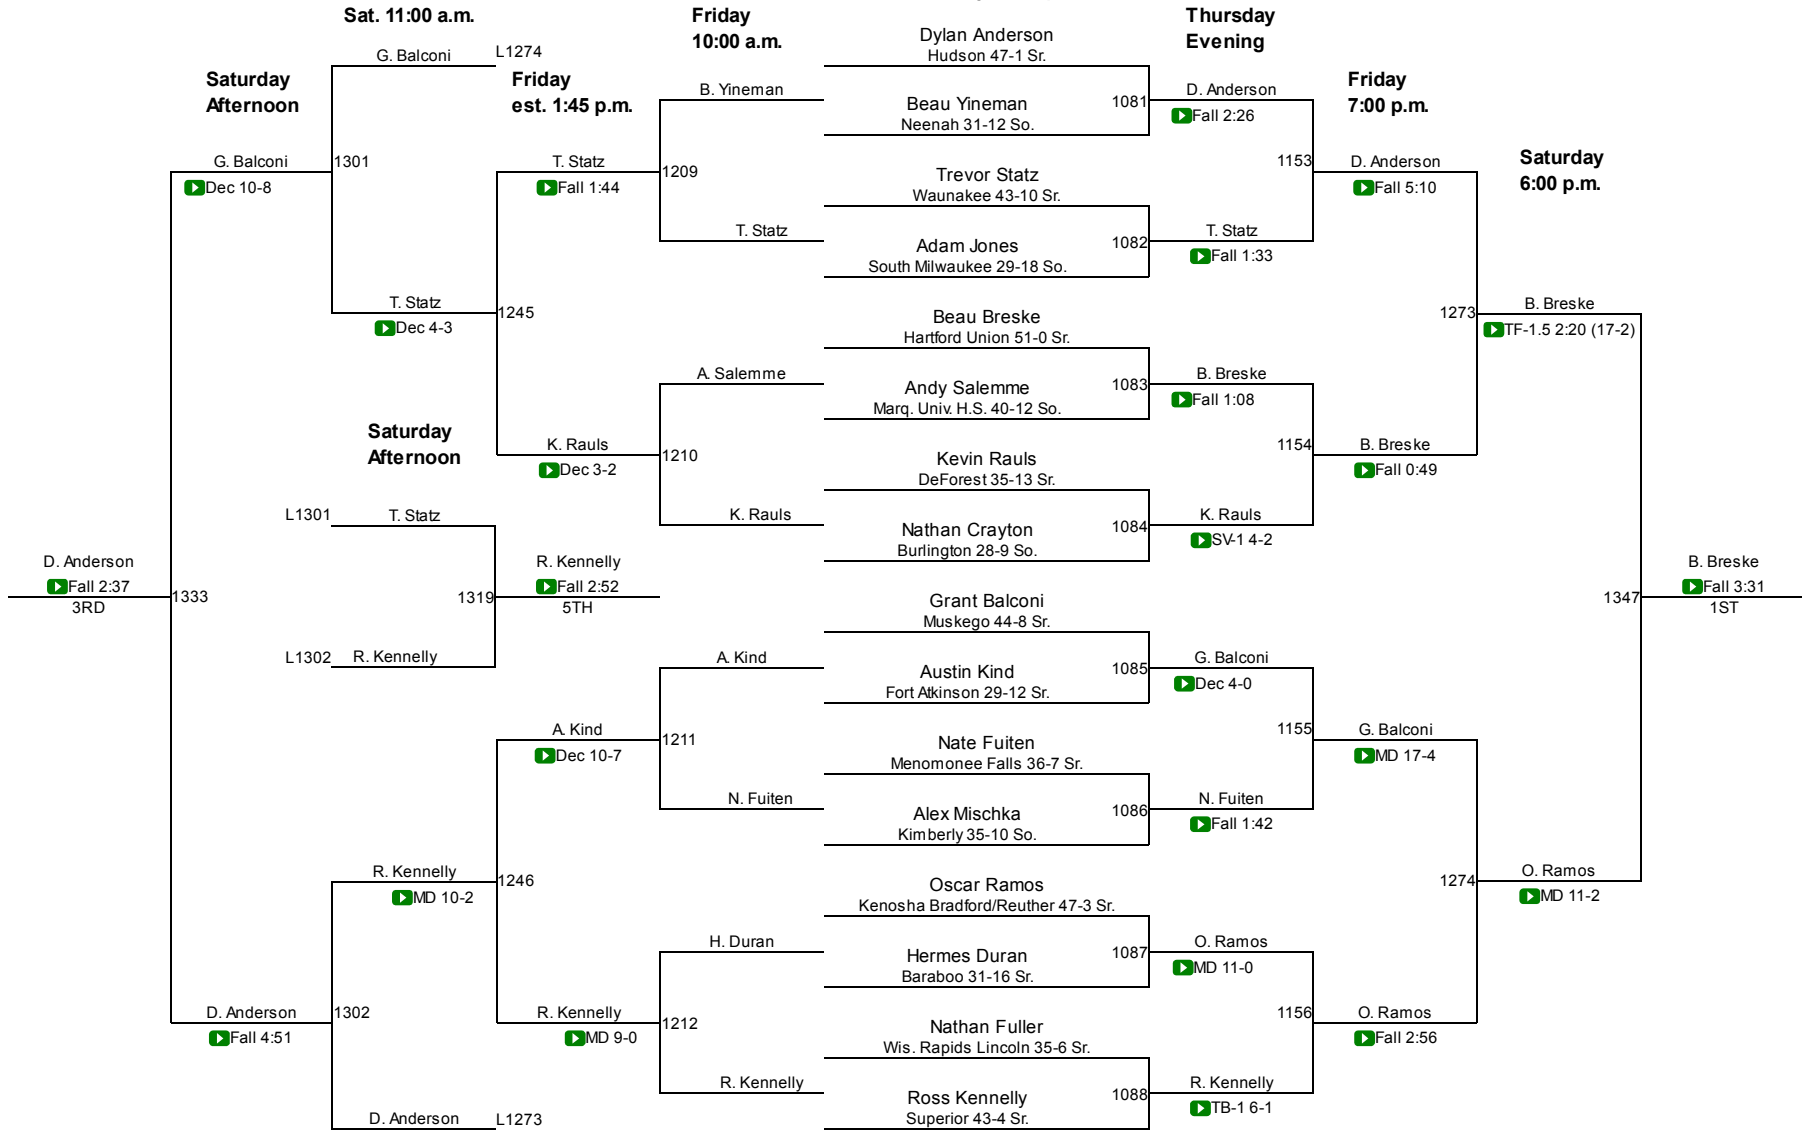 Sat. 11:00 a.m.
Friday
10:00 a.m.
Thursday
Evening
Saturday
Afternoon
Friday
est. 1:45 p.m.
Friday
7:00 p.m.
Saturday
6:00 p.m.
Saturday
Afternoon
G. Balconi
L1274
G. Balconi
Dec 10-8
1301
T. Statz
Dec 4-3
1245
T. Statz
Fall 1:44
1209
B. Yineman
T. Statz
K. Rauls
Dec 3-2
1210
A. Salemme
K. Rauls
L1301
T. Statz
L1302
R. Kennelly
1319
R. Kennelly
Fall 2:52
5TH
D. Anderson
Fall 2:37
3RD
1333
A. Kind
Dec 10-7
1211
A. Kind
N. Fuiten
R. Kennelly
MD 10-2
1246
R. Kennelly
MD 9-0
1212
H. Duran
R. Kennelly
D. Anderson
Fall 4:51
1302
D. Anderson
L1273
Dylan Anderson
Hudson 47-1 Sr.
Beau Yineman
Neenah 31-12 So.
1081
Trevor Statz
Waunakee 43-10 Sr.
Adam Jones
South Milwaukee 29-18 So.
1082
Beau Breske
Hartford Union 51-0 Sr.
Andy Salemme
Marq. Univ. H.S. 40-12 So.
1083
Kevin Rauls
DeForest 35-13 Sr.
Nathan Crayton
Burlington 28-9 So.
1084
Grant Balconi
Muskego 44-8 Sr.
Austin Kind
Fort Atkinson 29-12 Sr.
1085
Nate Fuiten
Menomonee Falls 36-7 Sr.
Alex Mischka
Kimberly 35-10 So.
1086
Oscar Ramos
Kenosha Bradford/Reuther 47-3 Sr.
Hermes Duran
Baraboo 31-16 Sr.
1087
Nathan Fuller
Wis. Rapids Lincoln 35-6 Sr.
Ross Kennelly
Superior 43-4 Sr.
1088
D. Anderson
Fall 2:26
1153
T. Statz
Fall 1:33
B. Breske
Fall 1:08
1154
K. Rauls
SV-1 4-2
G. Balconi
Dec 4-0
1155
N. Fuiten
Fall 1:42
O. Ramos
MD 11-0
1156
R. Kennelly
TB-1 6-1
D. Anderson
Fall 5:10
1273
B. Breske
Fall 0:49
G. Balconi
MD 17-4
1274
O. Ramos
Fall 2:56
B. Breske
TF-1.5 2:20 (17-2)
1347
O. Ramos
MD 11-2
B. Breske
Fall 3:31
1ST